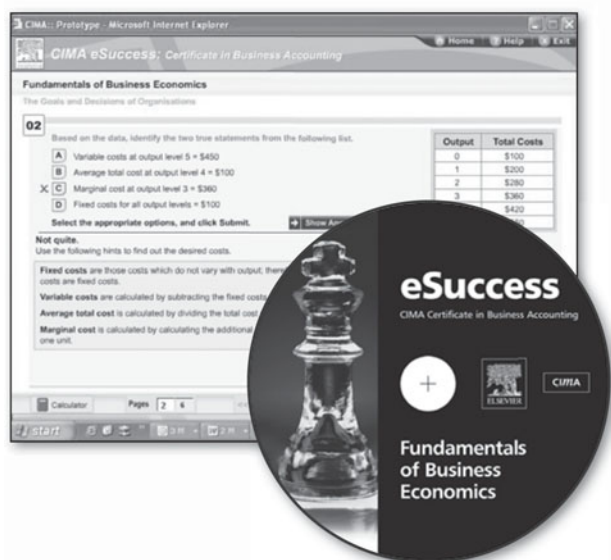 CIMA:: Prototype - Microsoft Internet Explorer
Home Help Exit
CIMA eSuccess: Certificate in Business Accounting
Fundamentals of Business Economics
The Goals and Decisions of Organisations
02
Based on the data, identify the two true statements from the following list.
A Variable costs at output level 5 = $450
B Average total cost at output level 4 = $100
X C Marginal cost at output level 3 = $360
D Fixed costs for all output levels = $100
Select the appropriate options, and click Submit.
Show
Output Total Costs
0 $100
1 $200
2 $280
3 $360
$420
Not quite.
Use the following hints to find out the desired costs.
Fixed costs are those costs which do not vary with output;
costs are fixed costs.
Variable costs are calculated by subtracting the fixed costs
Average total cost is calculated by dividing the total cost
Marginal cost is calculated by calculating the additional
one unit.
Calculator Pages 2 6
start
eSuccess
CIMA Certificate in Business Accounting
ELSEVIER
CIMA
Fundamentals
of Business
Economics